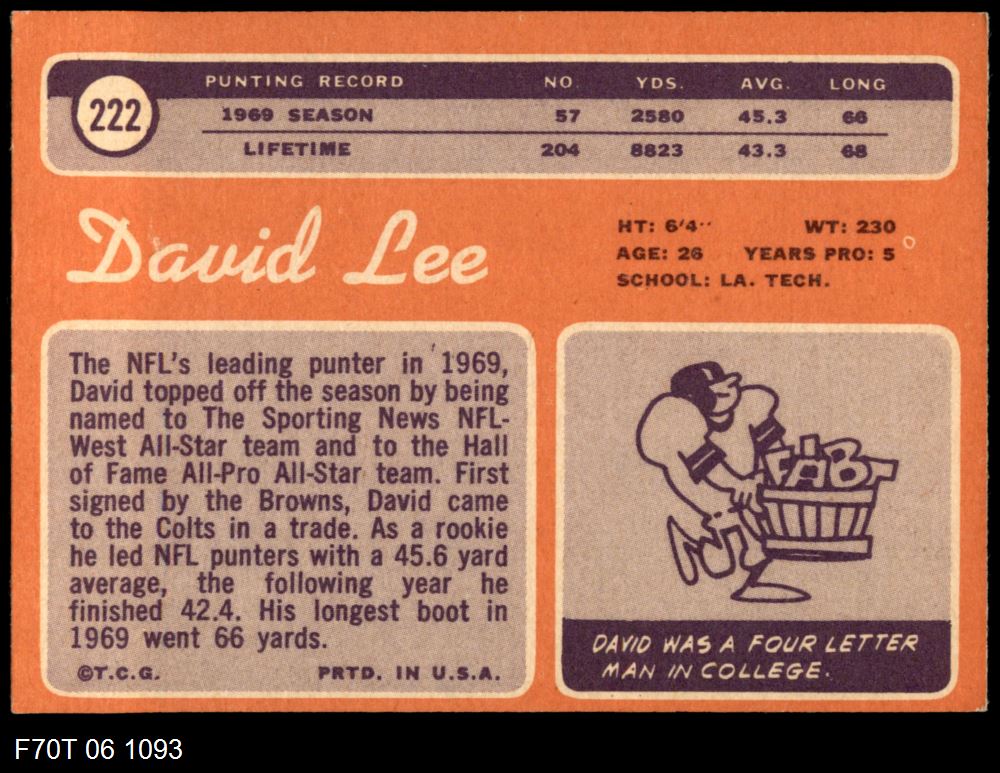 222
PUNTING RECORD NO. YDS. AVG. LONG
1969 SEASON 57 2580 45.3 66
LIFETIME 204 8823 43.3 68
David Lee
HT: 6'4" WT: 230
AGE: 26 YEARS PRO: 5
SCHOOL: LA. TECH.
The NFL's leading punter in 1969,
David topped off the season by being
named to The Sporting News NFL-
West All-Star team and to the Hall
of Fame All-Pro All-Star team. First
signed by the Browns, David came
to the Colts in a trade. As a rookie
he led NFL punters with a 45.6 yard
average, the following year he
finished 42.4. His longest boot in
1969 went 66 yards.
©T.C.G. PRTD. IN U.S.A.
DAVID WAS A FOUR LETTER
MAN IN COLLEGE.
F70T 06 1093